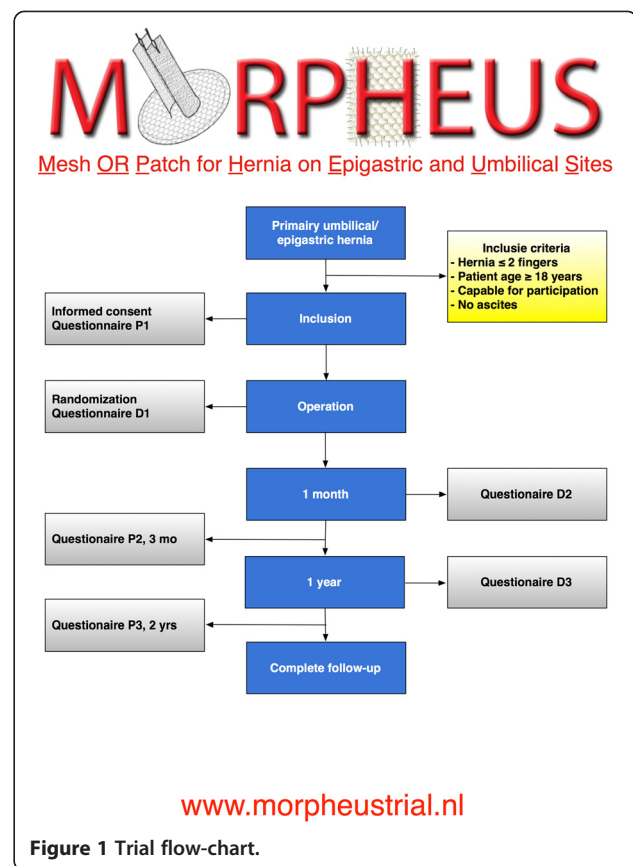 MORPHEUS
Mesh OR Patch for Hernia on Epigastric and Umbilical Sites
Primairy umbilical/
epigastric hernia
Inclusie criteria
- Hernia ≤ 2 fingers
- Patient age ≥ 18 years
- Capable for participation
- No ascites
Informed consent
Questionnaire P1
Inclusion
Randomization
Questionnaire D1
Operation
1 month
Questionaire D2
Questionaire P2, 3 mo
1 year
Questionaire D3
Questionaire P3, 2 yrs
Complete follow-up
www.morpheustrial.nl
Figure 1 Trial flow-chart.